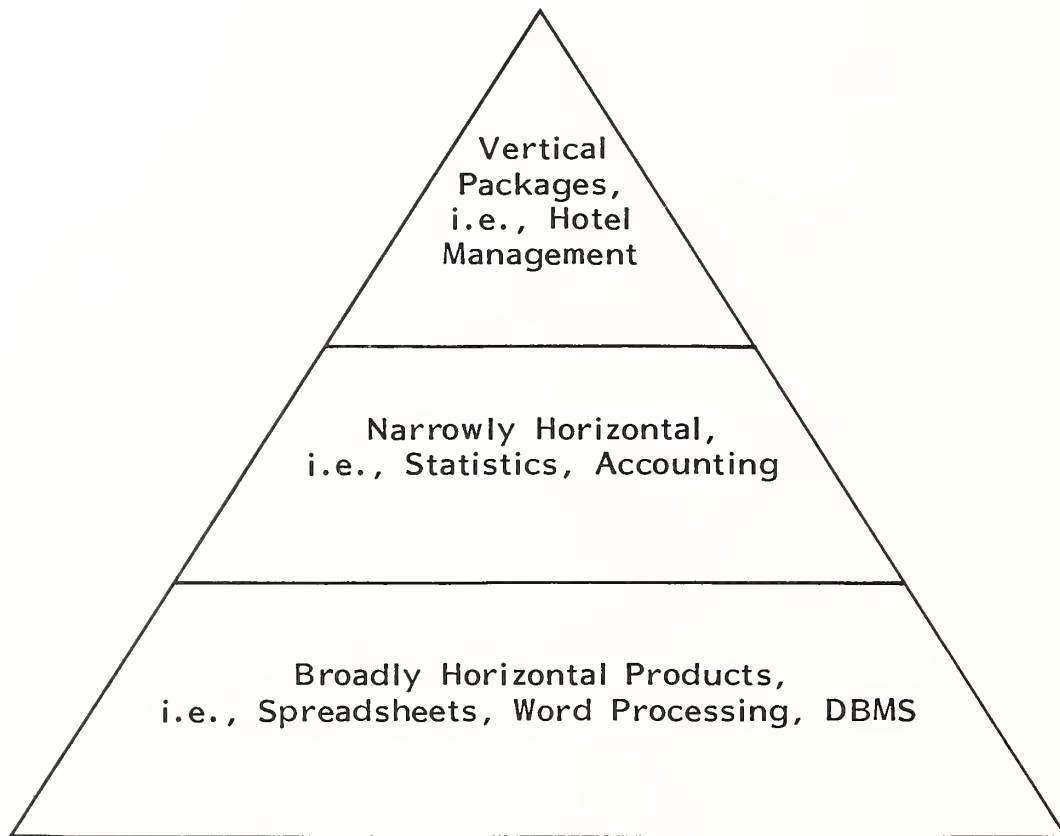 Vertical
Packages,
i.e., Hotel
Management
Narrowly Horizontal,
i.e., Statistics, Accounting
Broadly Horizontal Products,
i.e., Spreadsheets, Word Processing, DBMS